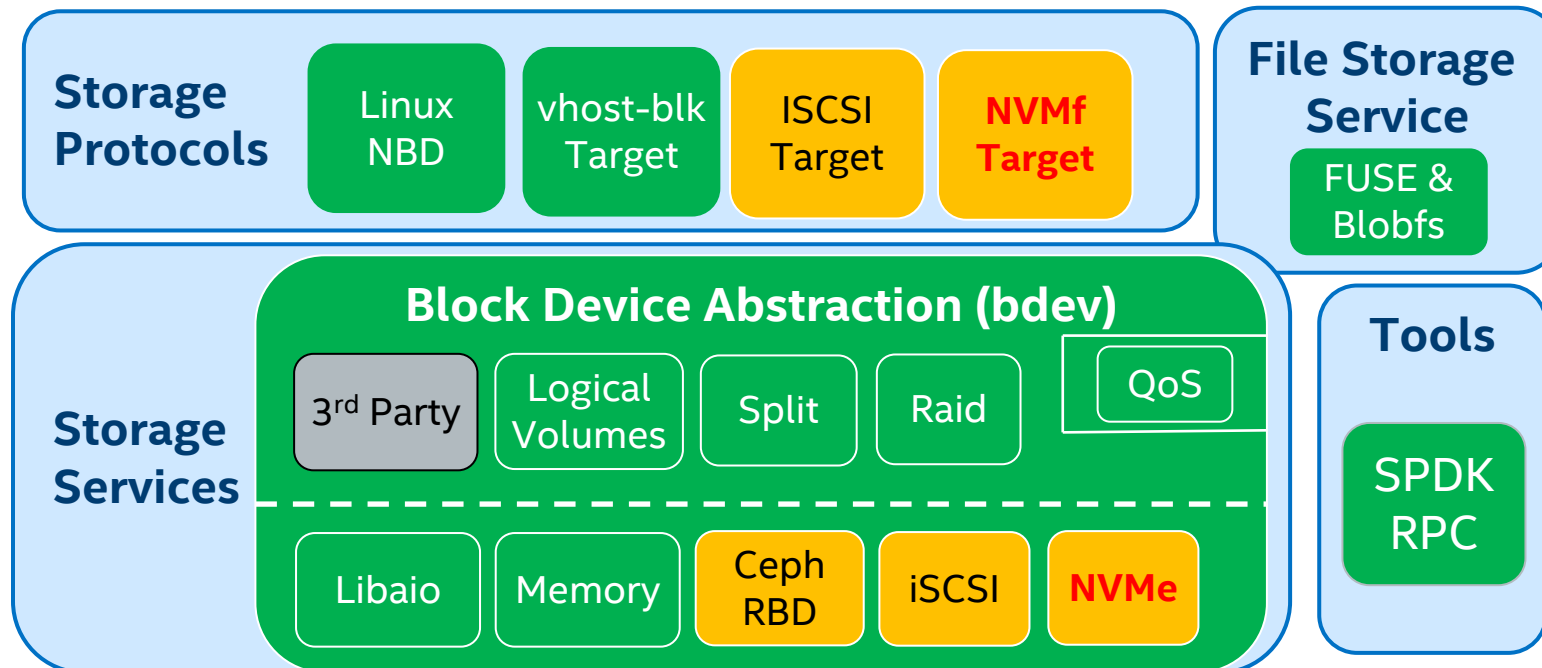 Storage
Protocols
Linux
NBD
vhost-blk
Target
ISCSI
Target
NVMf
Target
File Storage
Service
FUSE &
Blobfs
Storage
Services
Block Device Abstraction (bdev)
3rd Party
Logical
Volumes
Split
Raid
QoS
Libaio
Memory
Ceph
RBD
iSCSI
NVMe
Tools
SPDK
RPC